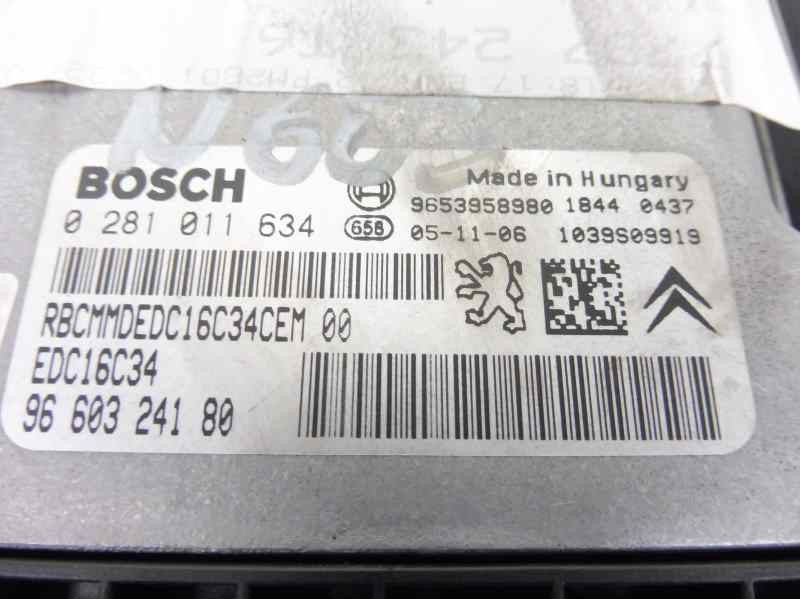 BOSCH
Made in Hungary
9653958980 1844 0437
0 281 011 634 658 05-11-06 1039S09919
RBCMMDEDC16C34CEM 00
EDC16C34
96 603 241 80